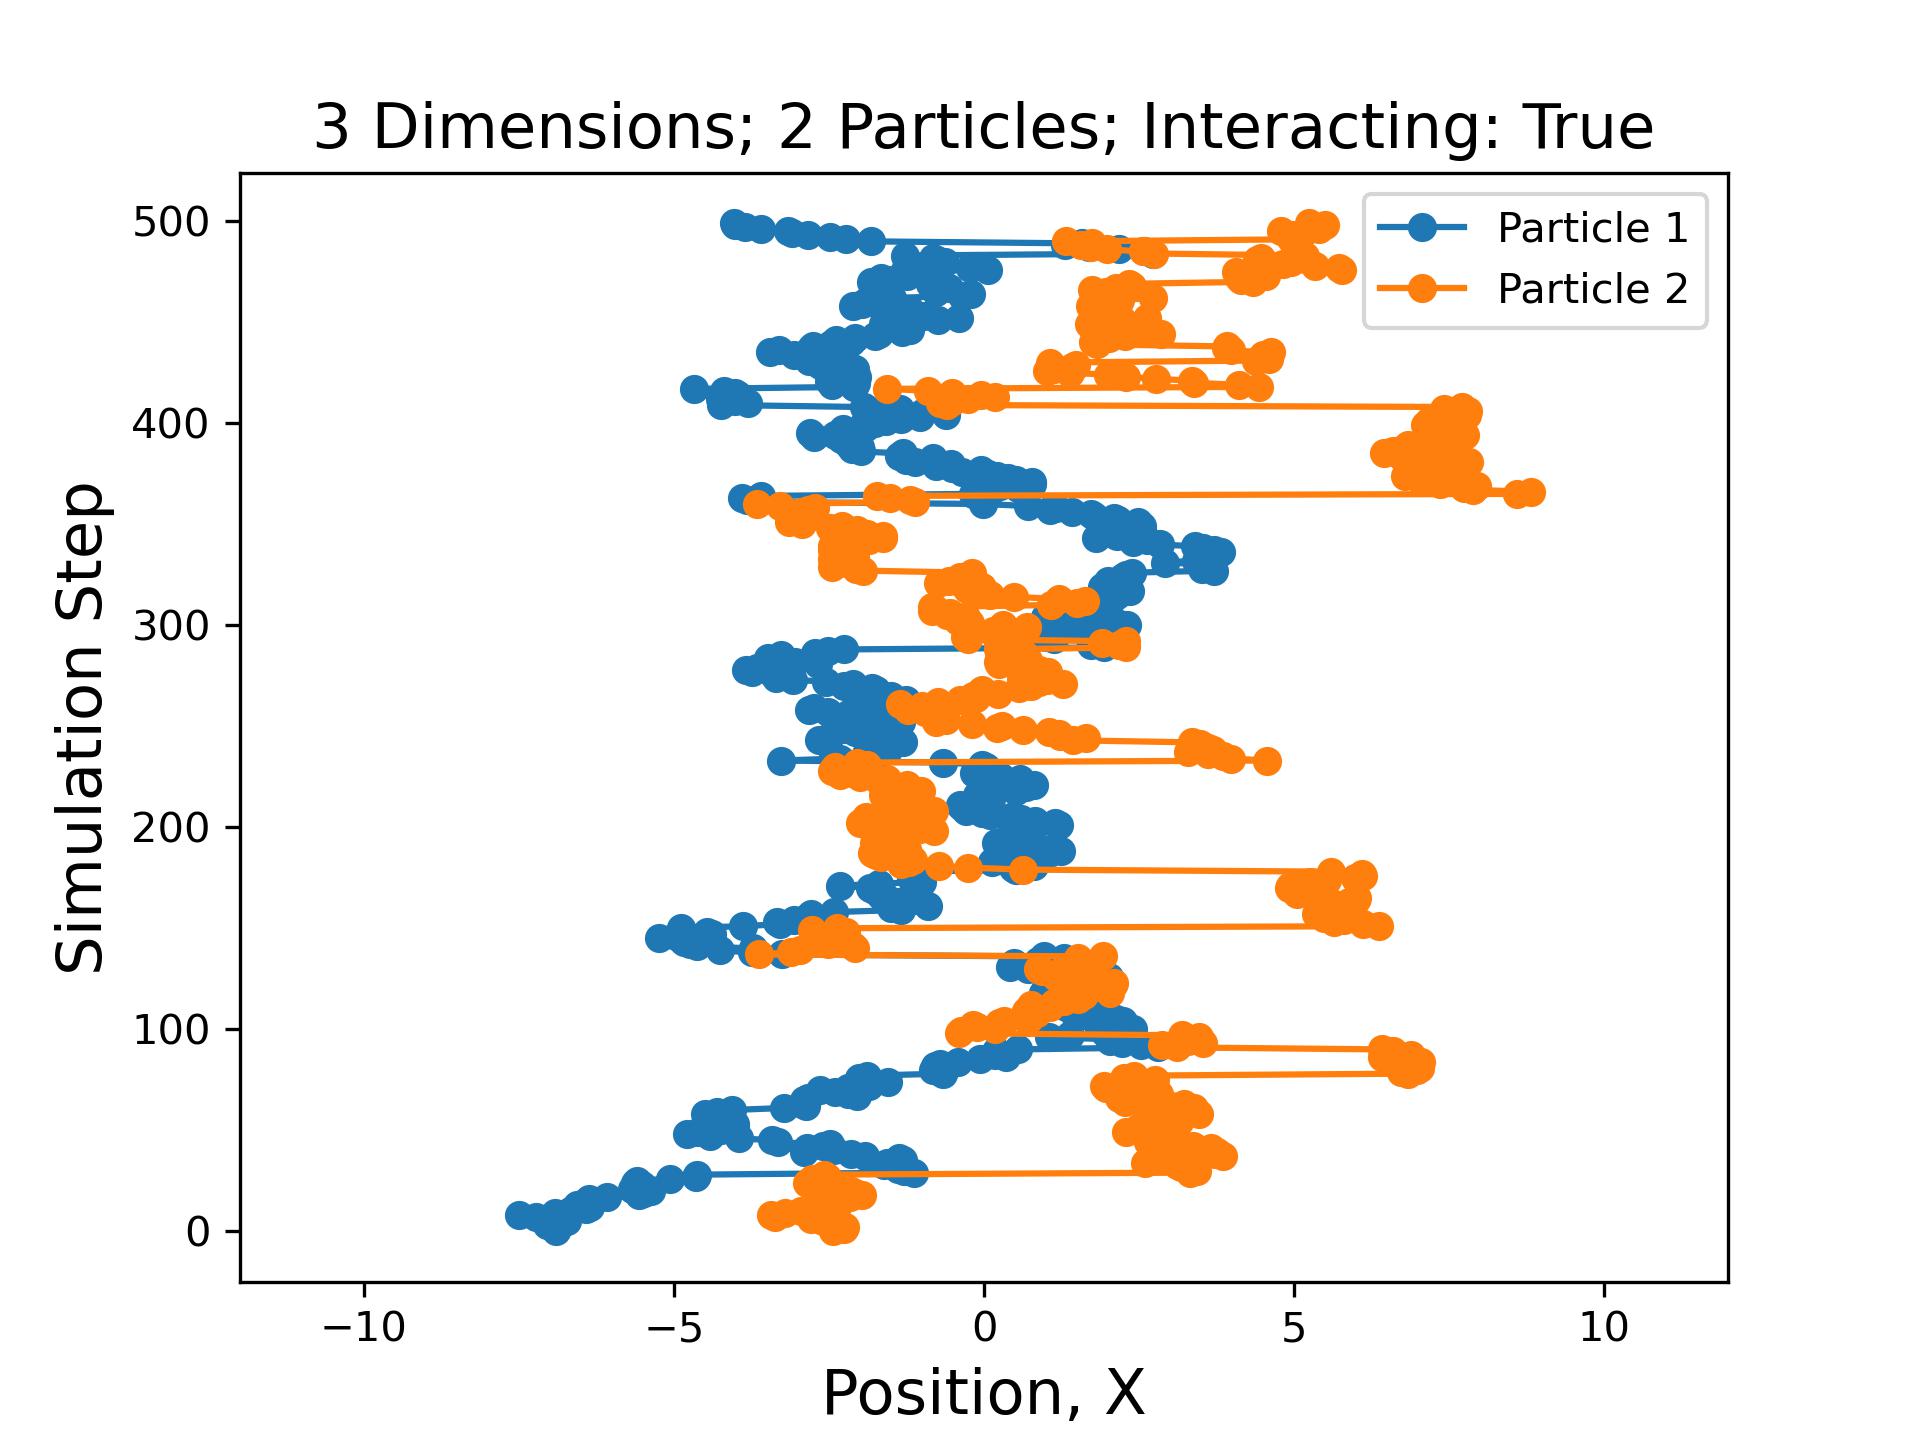 3 Dimensions; 2 Particles; Interacting: True
Particle 1
Particle 2
Simulation Step
500
400
300
200
100
0
−10
−5
0
5
10
Position, X